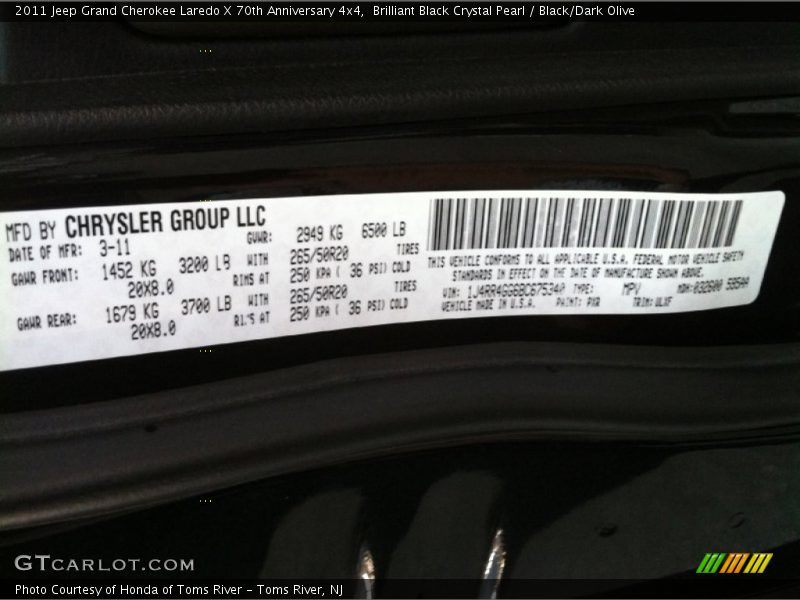 2011 Jeep Grand Cherokee Laredo X 70th Anniversary 4x4,  Brilliant Black Crystal Pearl / Black/Dark Olive
MFD BY CHRYSLER GROUP LLC
DATE OF MFR: 3-11 GVWR: 2949 KG 6500 LB
GAWR FRONT: 1452 KG 3200 LB WITH 265/50R20 TIRES
20X8.0 RIMS AT 250 KPA ( 36 PSI) COLD
GAWR REAR: 1679 KG 3700 LB WITH 265/50R20 TIRES
20X8.0 RIMS AT 250 KPA ( 36 PSI) COLD
THIS VEHICLE CONFORMS TO ALL APPLICABLE U.S.A. FEDERAL MOTOR VEHICLE SAFETY
STANDARDS IN EFFECT ON THE DATE OF MANUFACTURE SHOWN ABOVE.
VIN: 1J4RR4GG6BC675340 TYPE: MPV MDH:032600
VEHICLE MADE IN U.S.A. PAINT: PXR TRIM:
GTCARLOT.COM
Photo Courtesy of Honda of Toms River – Toms River, NJ